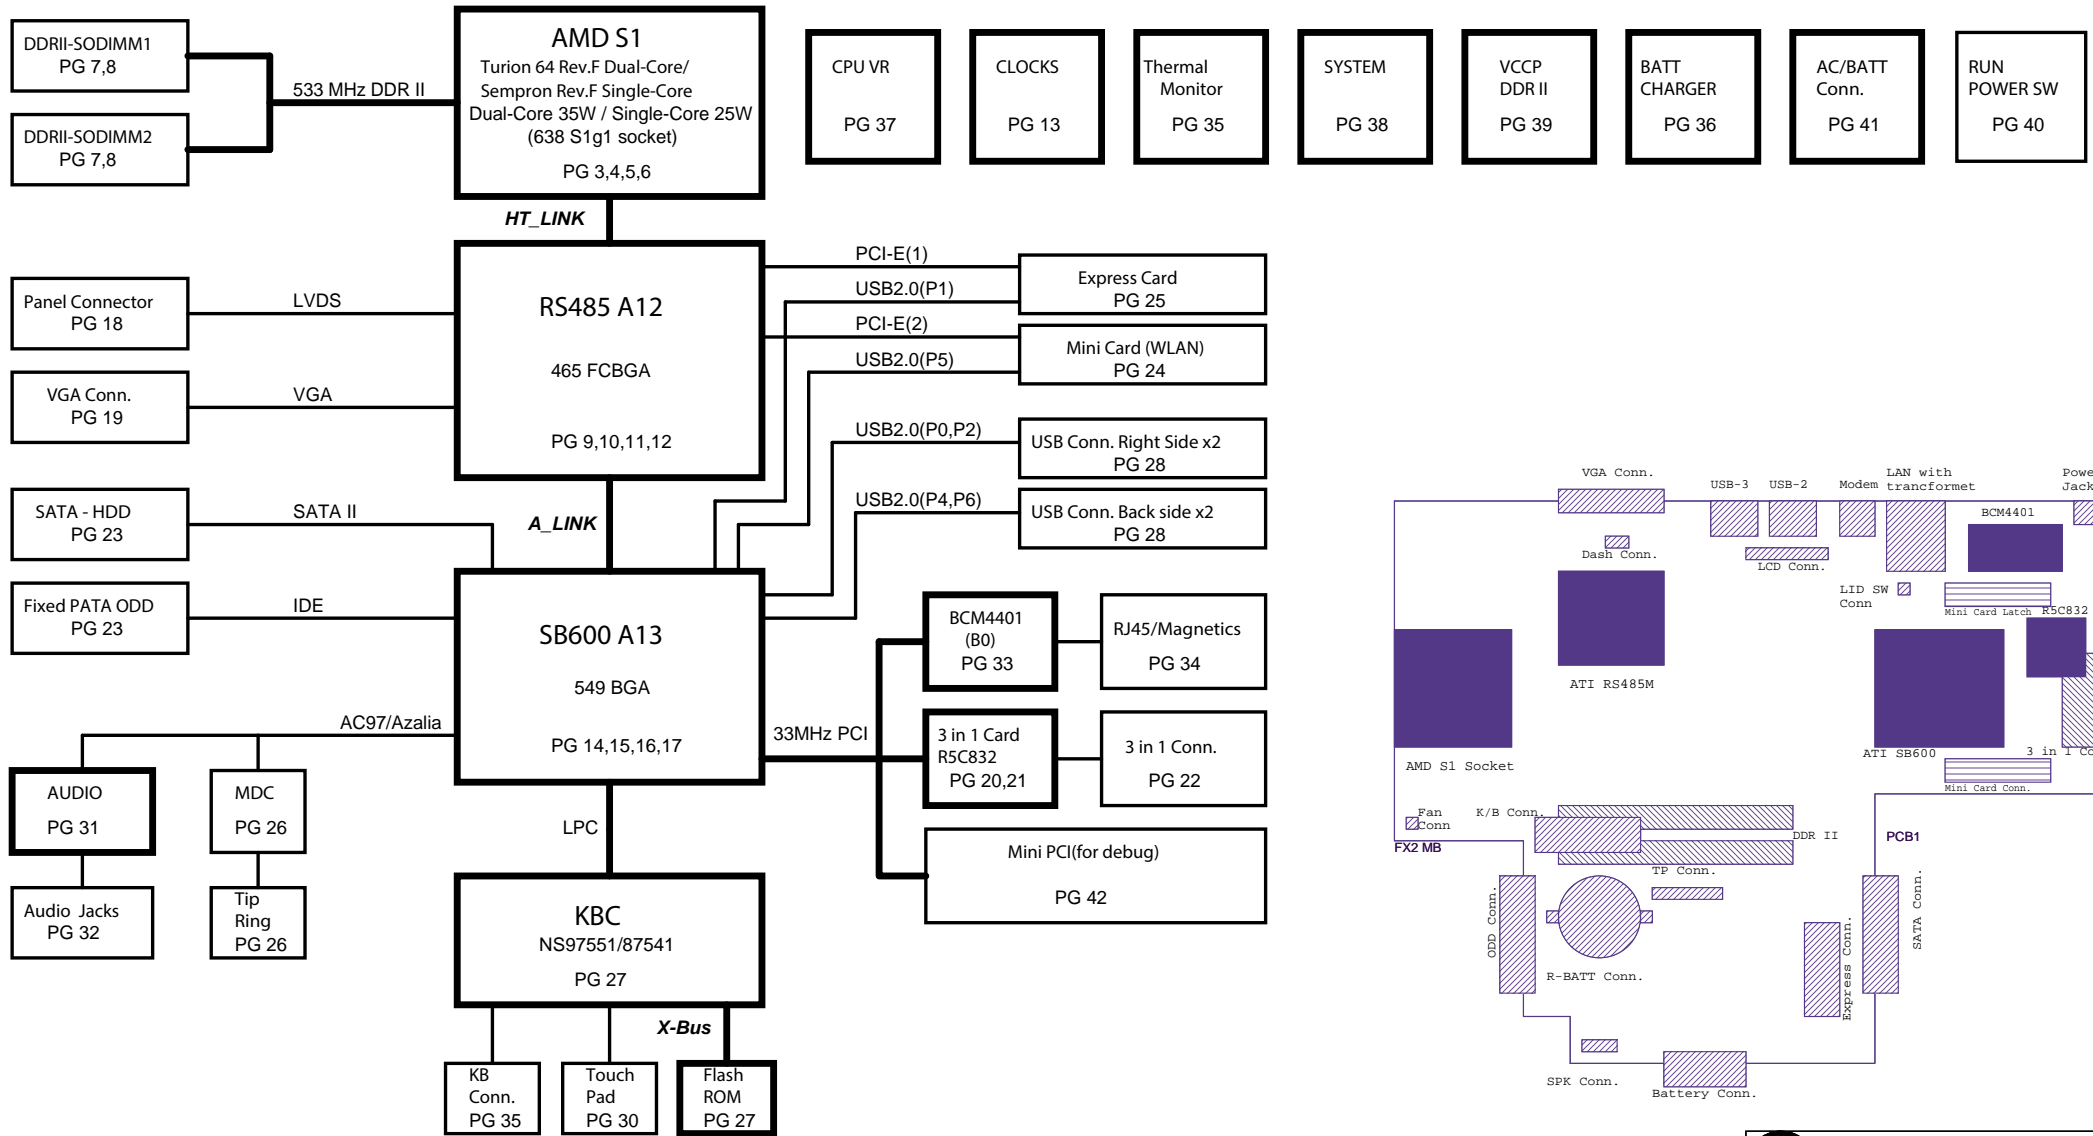 DDRII-SODIMM1
PG 7,8
DDRII-SODIMM2
PG 7,8
533 MHz DDR II
AMD S1
Turion 64 Rev.F Dual-Core/
Sempron Rev.F Single-Core
Dual-Core 35W / Single-Core 25W
(638 S1g1 socket)
PG 3,4,5,6
CPU VR
PG 37
CLOCKS
PG 13
Thermal
Monitor
PG 35
SYSTEM
PG 38
VCCP
DDR II
PG 39
BATT
CHARGER
PG 36
AC/BATT
Conn.
PG 41
RUN
POWER SW
PG 40
HT_LINK
Panel Connector
PG 18
LVDS
VGA Conn.
PG 19
VGA
RS485 A12
465 FCBGA
PG 9,10,11,12
PCI-E(1)
USB2.0(P1)
Express Card
PG 25
PCI-E(2)
USB2.0(P5)
Mini Card (WLAN)
PG 24
USB2.0(P0,P2)
USB Conn. Right Side x2
PG 28
USB2.0(P4,P6)
USB Conn. Back side x2
PG 28
SATA - HDD
PG 23
SATA II
A_LINK
Fixed PATA ODD
PG 23
IDE
SB600 A13
549 BGA
PG 14,15,16,17
AC97/Azalia
33MHz PCI
BCM4401
(B0)
PG 33
RJ45/Magnetics
PG 34
3 in 1 Card
R5C832
PG 20,21
3 in 1 Conn.
PG 22
Mini PCI(for debug)
PG 42
AUDIO
PG 31
MDC
PG 26
Audio Jacks
PG 32
Tip
Ring
PG 26
LPC
KBC
NS97551/87541
PG 27
X-Bus
KB
Conn.
PG 35
Touch
Pad
PG 30
Flash
ROM
PG 27
VGA Conn.
USB-3
USB-2
Modem
LAN with
trancformet
Powe
Jack
BCM4401
Dash Conn.
LCD Conn.
LID SW
Conn
Mini Card Latch
R5C832
ATI RS485M
AMD S1 Socket
ATI SB600
3 in 1 Co
Mini Card Conn.
Fan
Conn
K/B Conn.
DDR II
FX2 MB
PCB1
TP Conn.
ODD Conn.
R-BATT Conn.
Express Conn.
SATA Conn.
SPK Conn.
Battery Conn.